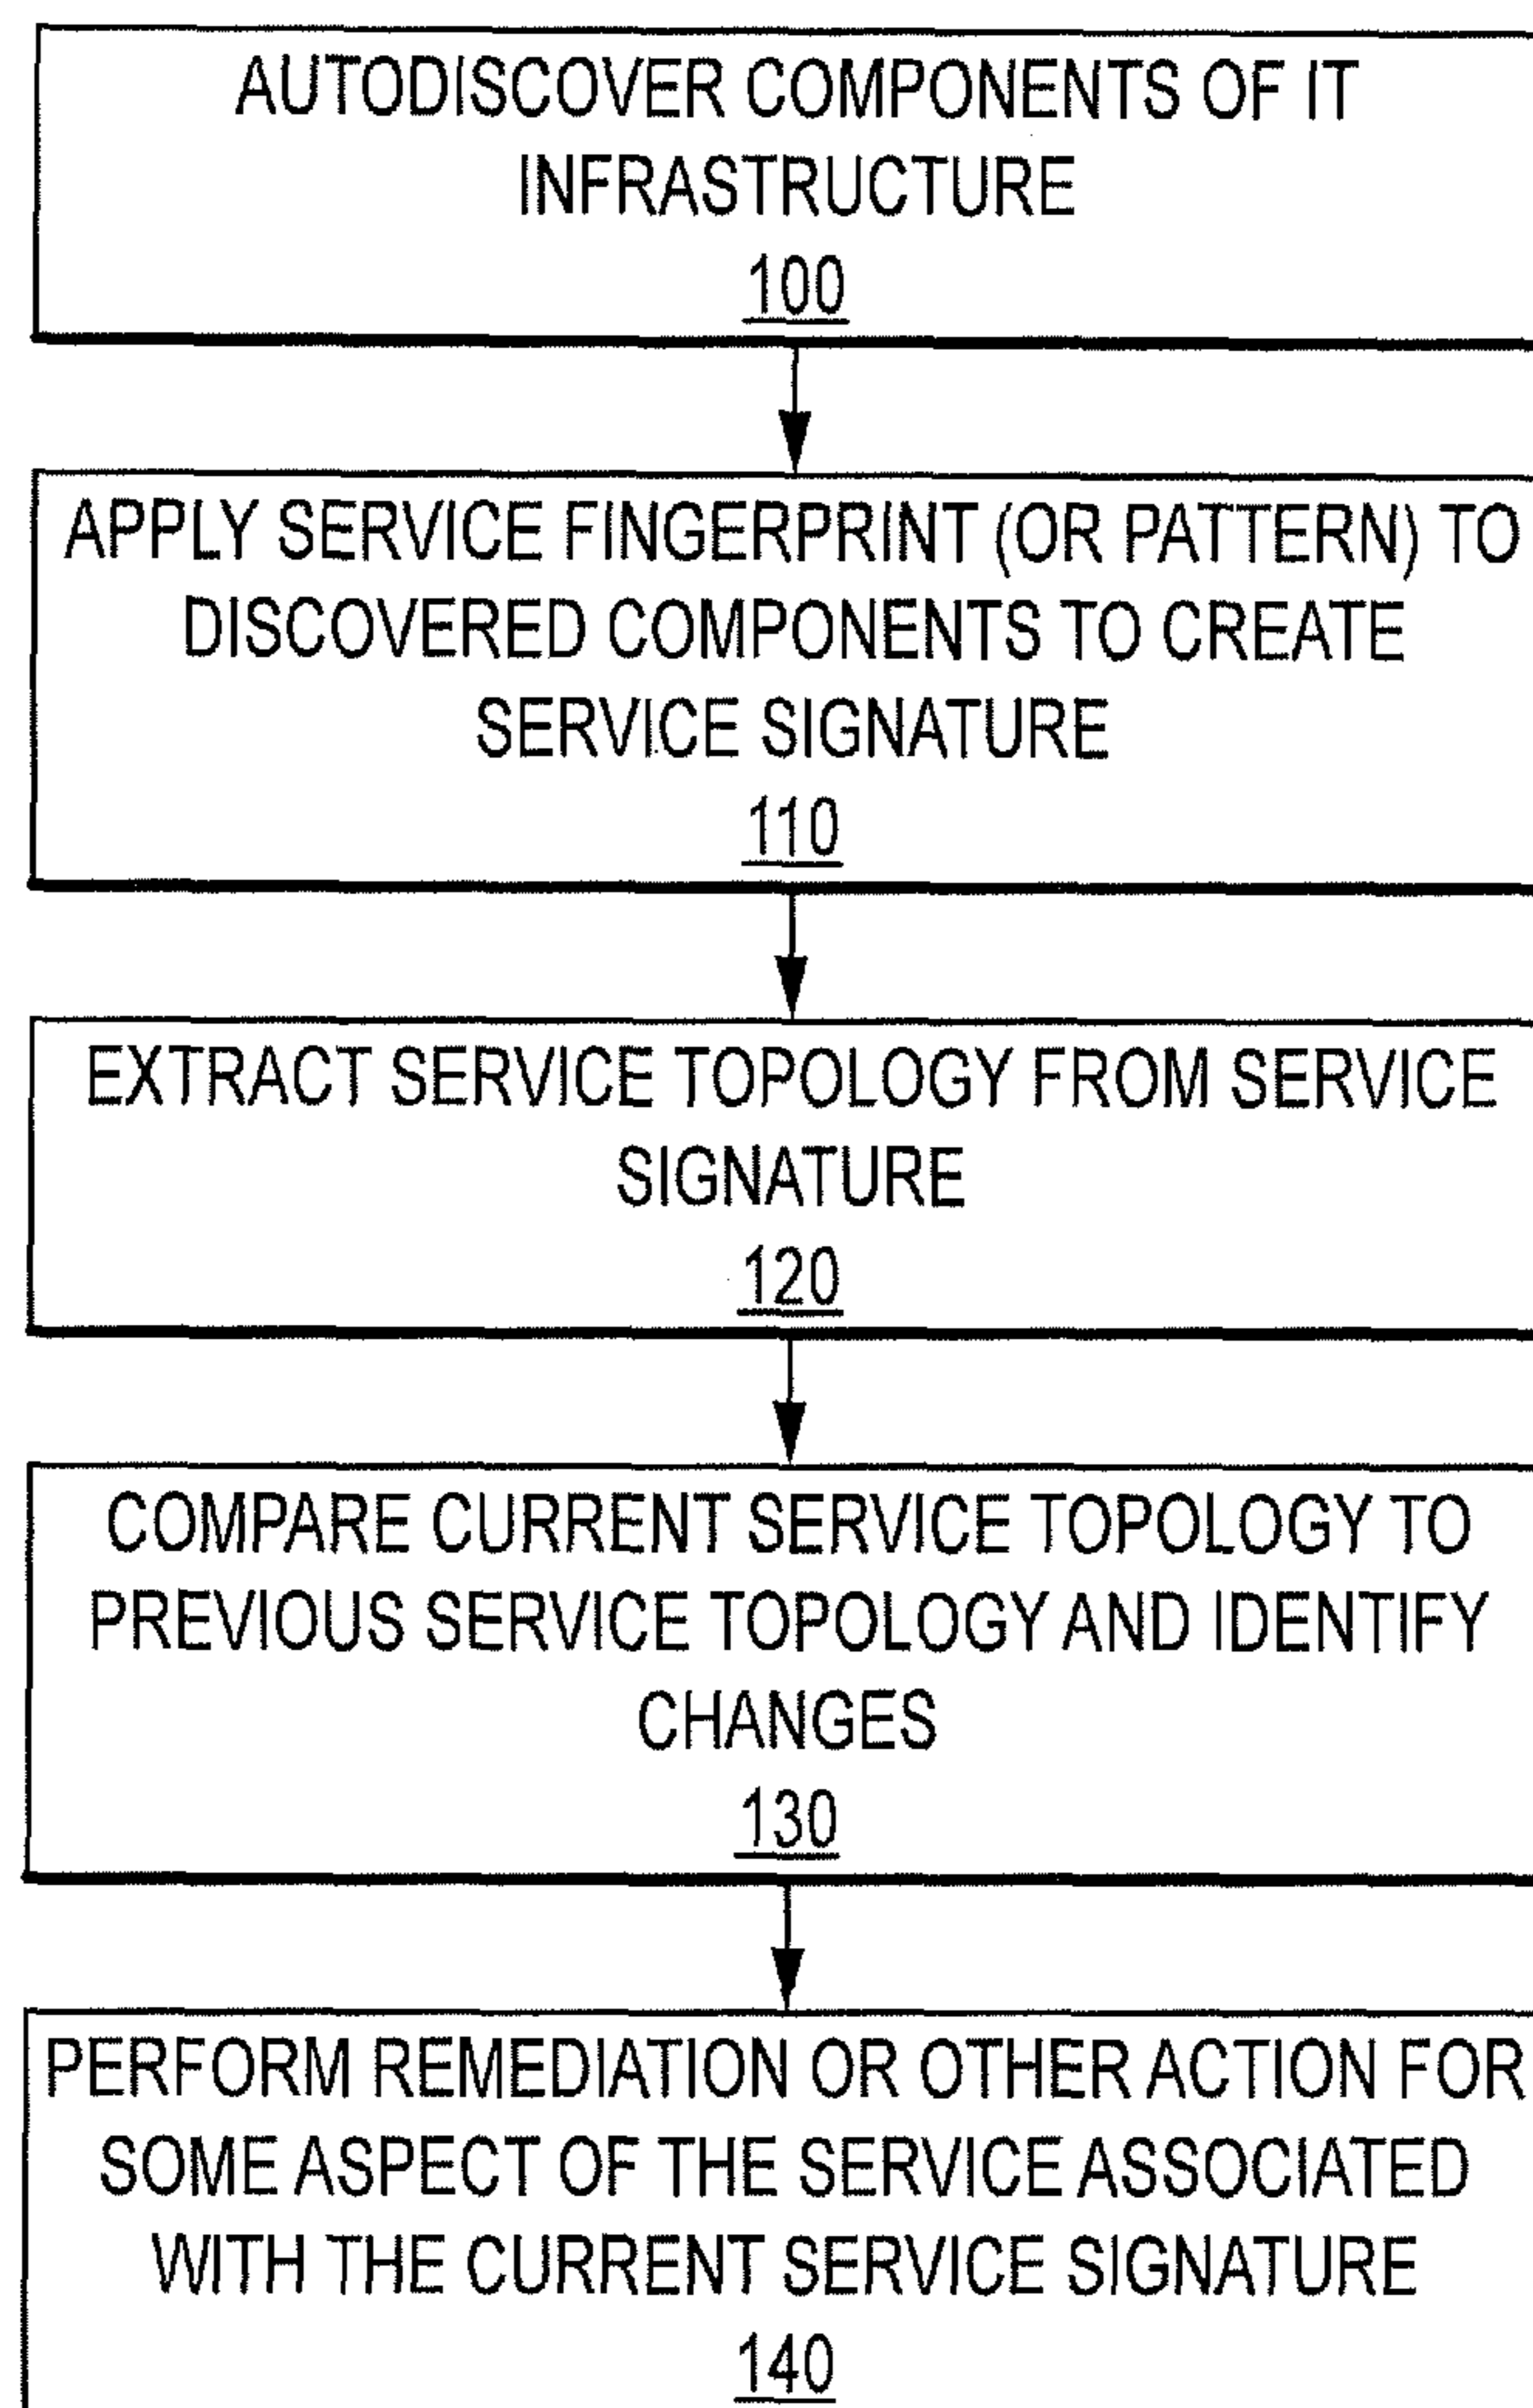 AUTODISCOVER COMPONENTS OF IT
INFRASTRUCTURE
100
APPLY SERVICE FINGERPRINT (OR PATTERN) TO
DISCOVERED COMPONENTS TO CREATE
SERVICE SIGNATURE
110
EXTRACT SERVICE TOPOLOGY FROM SERVICE
SIGNATURE
120
COMPARE CURRENT SERVICE TOPOLOGY TO
PREVIOUS SERVICE TOPOLOGY AND IDENTIFY
CHANGES
130
PERFORM REMEDIATION OR OTHER ACTION FOR
SOME ASPECT OF THE SERVICE ASSOCIATED
WITH THE CURRENT SERVICE SIGNATURE
140